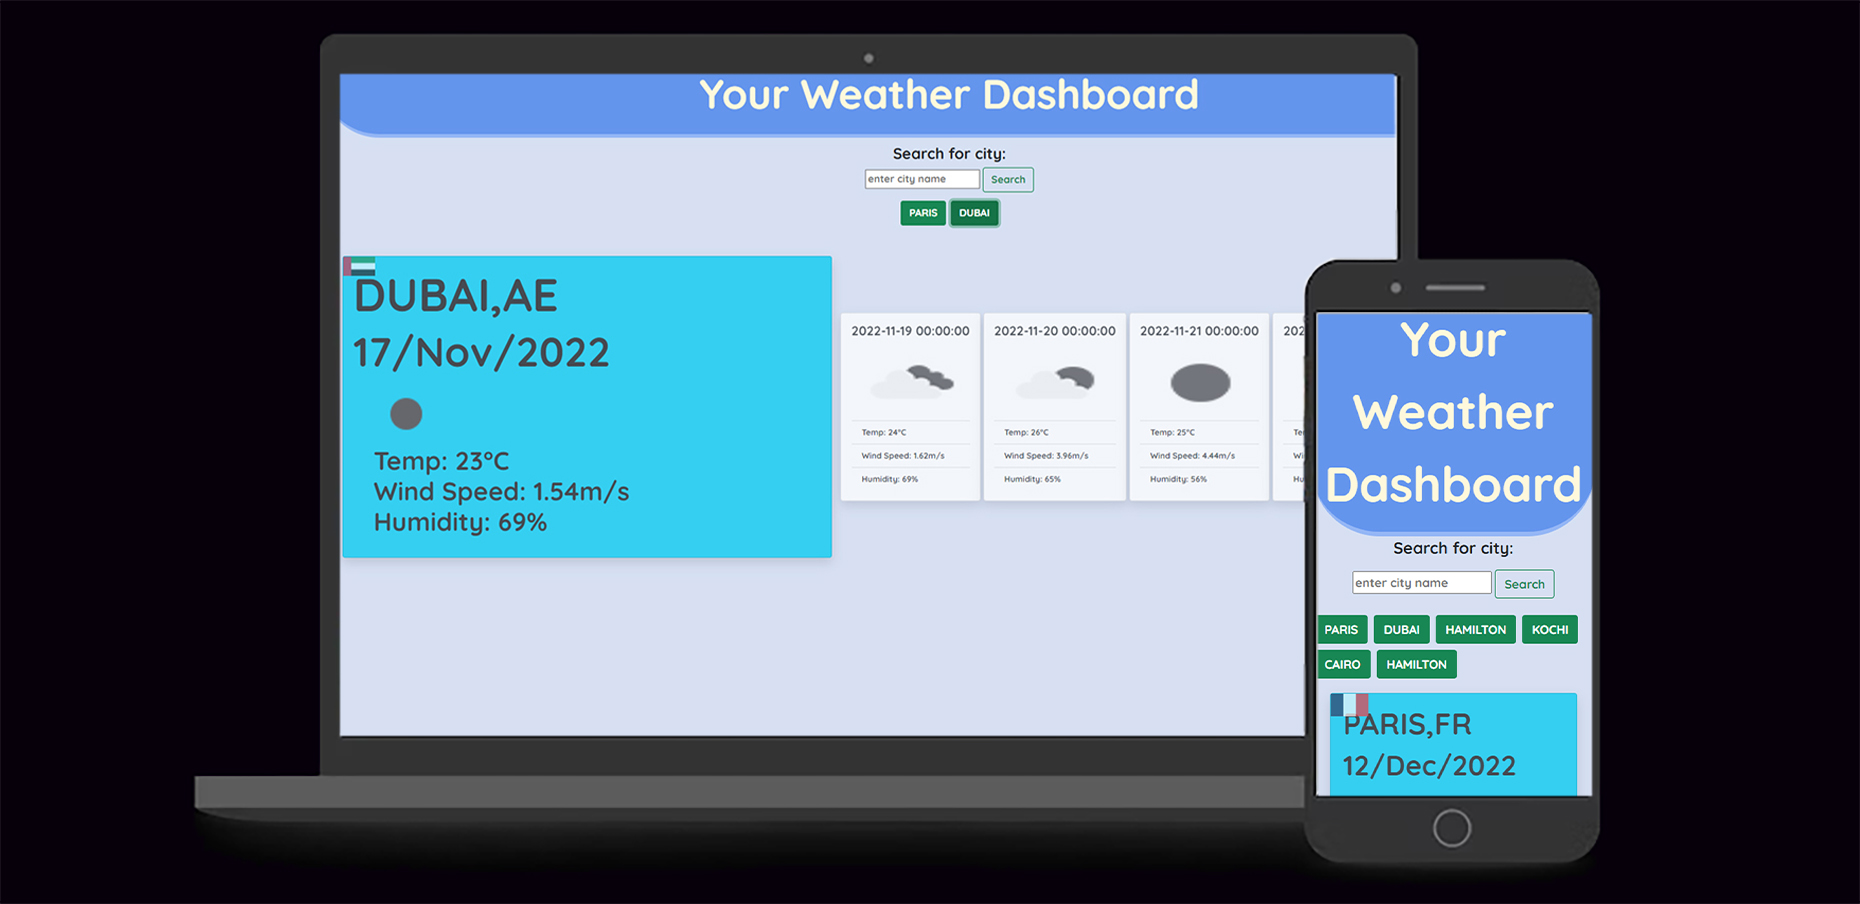 Your Weather Dashboard
Search for city:
enter city name Search
PARIS DUBAI
DUBAI,AE
17/Nov/2022
Temp: 23°C
Wind Speed: 1.54m/s
Humidity: 69%
2022-11-19 00:00:00
Temp: 24°C
Wind Speed: 1.62m/s
Humidity: 69%
2022-11-20 00:00:00
Temp: 26°C
Wind Speed: 3.96m/s
Humidity: 65%
2022-11-21 00:00:00
Temp: 25°C
Wind Speed: 4.44m/s
Humidity: 56%
202
Te
Wi
Hu
Your
Weather
Dashboard
Search for city:
enter city name Search
PARIS DUBAI HAMILTON KOCHI
CAIRO HAMILTON
PARIS,FR
12/Dec/2022